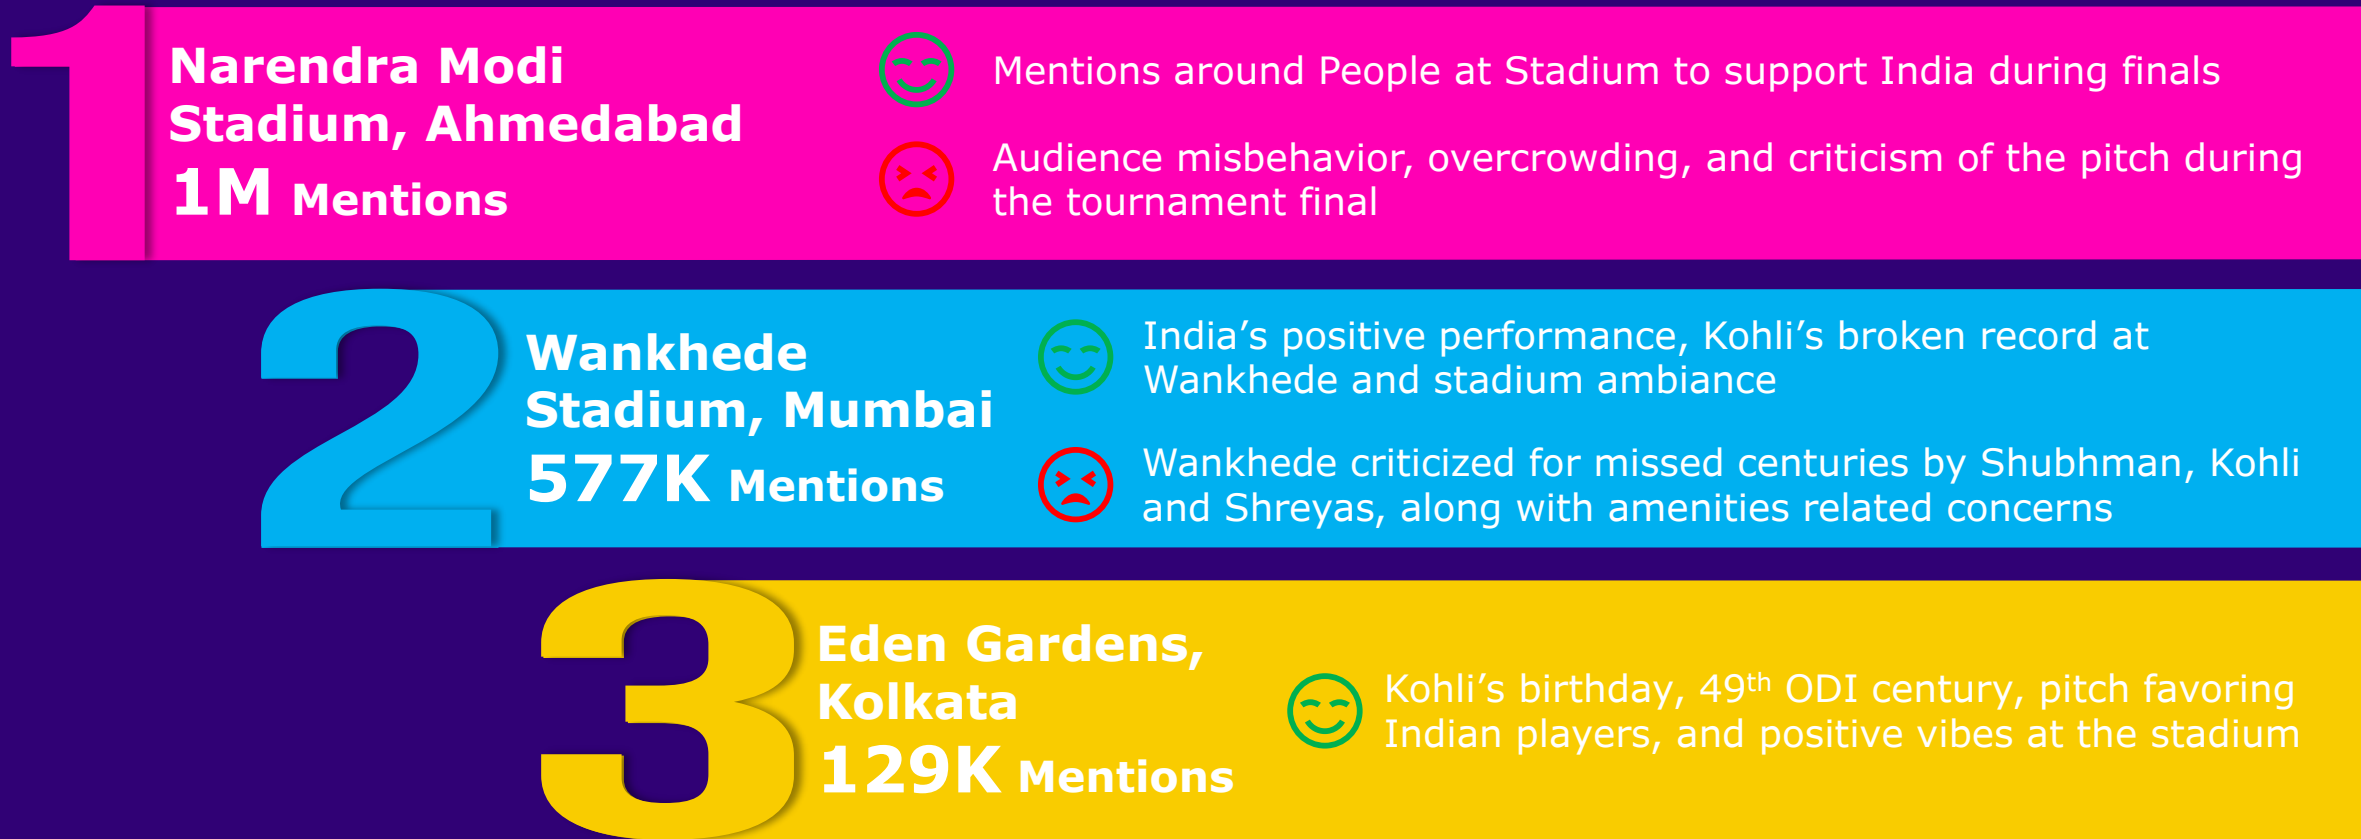 1
Narendra Modi
Stadium, Ahmedabad
1M Mentions
Mentions around People at Stadium to support India during finals
Audience misbehavior, overcrowding, and criticism of the pitch during
the tournament final
2
Wankhede
Stadium, Mumbai
577K Mentions
India’s positive performance, Kohli’s broken record at
Wankhede and stadium ambiance
Wankhede criticized for missed centuries by Shubhman, Kohli
and Shreyas, along with amenities related concerns
3
Eden Gardens,
Kolkata
129K Mentions
Kohli’s birthday, 49th ODI century, pitch favoring
Indian players, and positive vibes at the stadium